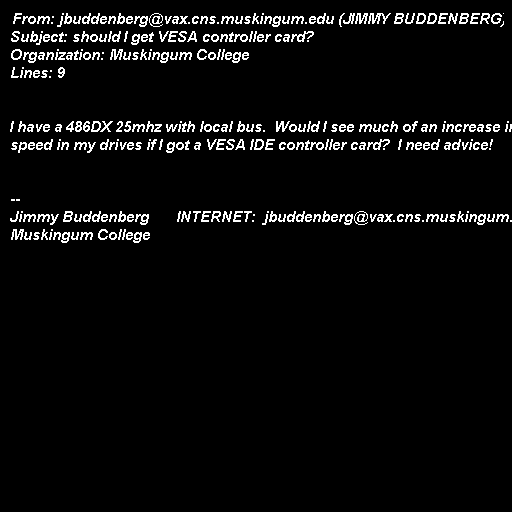 From: jbuddenberg@vax.cns.muskingum.edu (JIMMY BUDDENBERG)
Subject: should I get VESA controller card?
Organization: Muskingum College
Lines: 9
I have a 486DX 25mhz with local bus. Would I see much of an increase in
speed in my drives if I got a VESA IDE controller card? I need advice!
--
Jimmy Buddenberg INTERNET: jbuddenberg@vax.cns.muskingum.
Muskingum College